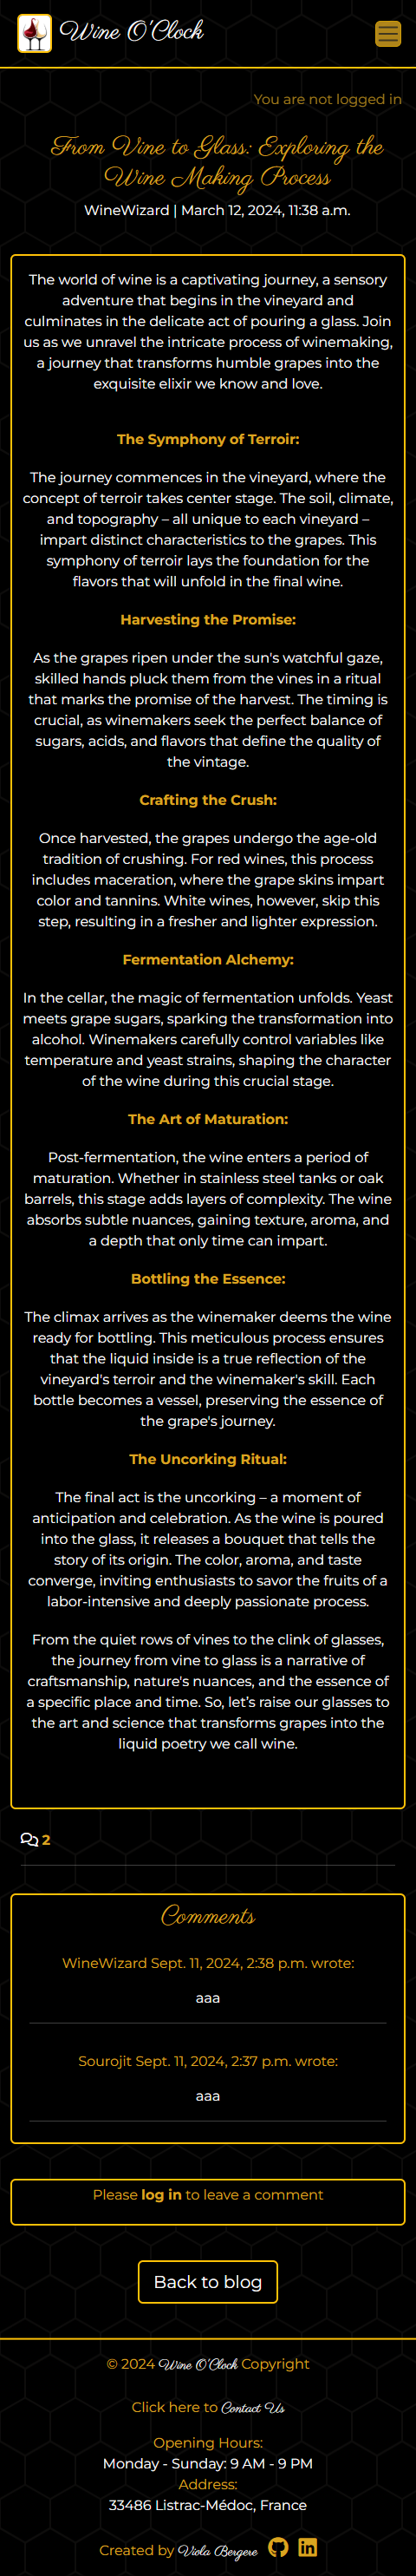 Wine O'Clock
You are not logged in
From Vine to Glass: Exploring the
Wine Making Process
WineWizard | March 12, 2024, 11:38 a.m.
The world of wine is a captivating journey, a sensory
adventure that begins in the vineyard and
culminates in the delicate act of pouring a glass. Join
us as we unravel the intricate process of winemaking,
a journey that transforms humble grapes into the
exquisite elixir we know and love.
The Symphony of Terroir:
The journey commences in the vineyard, where the
concept of terroir takes center stage. The soil, climate,
and topography – all unique to each vineyard –
impart distinct characteristics to the grapes. This
symphony of terroir lays the foundation for the
flavors that will unfold in the final wine.
Harvesting the Promise:
As the grapes ripen under the sun's watchful gaze,
skilled hands pluck them from the vines in a ritual
that marks the promise of the harvest. The timing is
crucial, as winemakers seek the perfect balance of
sugars, acids, and flavors that define the quality of
the vintage.
Crafting the Crush:
Once harvested, the grapes undergo the age-old
tradition of crushing. For red wines, this process
includes maceration, where the grape skins impart
color and tannins. White wines, however, skip this
step, resulting in a fresher and lighter expression.
Fermentation Alchemy:
In the cellar, the magic of fermentation unfolds. Yeast
meets grape sugars, sparking the transformation into
alcohol. Winemakers carefully control variables like
temperature and yeast strains, shaping the character
of the wine during this crucial stage.
The Art of Maturation:
Post-fermentation, the wine enters a period of
maturation. Whether in stainless steel tanks or oak
barrels, this stage adds layers of complexity. The wine
absorbs subtle nuances, gaining texture, aroma, and
a depth that only time can impart.
Bottling the Essence:
The climax arrives as the winemaker deems the wine
ready for bottling. This meticulous process ensures
that the liquid inside is a true reflection of the
vineyard's terroir and the winemaker's skill. Each
bottle becomes a vessel, preserving the essence of
the grape's journey.
The Uncorking Ritual:
The final act is the uncorking – a moment of
anticipation and celebration. As the wine is poured
into the glass, it releases a bouquet that tells the
story of its origin. The color, aroma, and taste
converge, inviting enthusiasts to savor the fruits of a
labor-intensive and deeply passionate process.
From the quiet rows of vines to the clink of glasses,
the journey from vine to glass is a narrative of
craftsmanship, nature's nuances, and the essence of
a specific place and time. So, let’s raise our glasses to
the art and science that transforms grapes into the
liquid poetry we call wine.
2
Comments
WineWizard Sept. 11, 2024, 2:38 p.m. wrote:
aaa
Sourojit Sept. 11, 2024, 2:37 p.m. wrote:
aaa
Please log in to leave a comment
Back to blog
© 2024 Wine O'Clock Copyright
Click here to Contact Us
Opening Hours:
Monday - Sunday: 9 AM - 9 PM
Address:
33486 Listrac-Médoc, France
Created by Viola Bergere